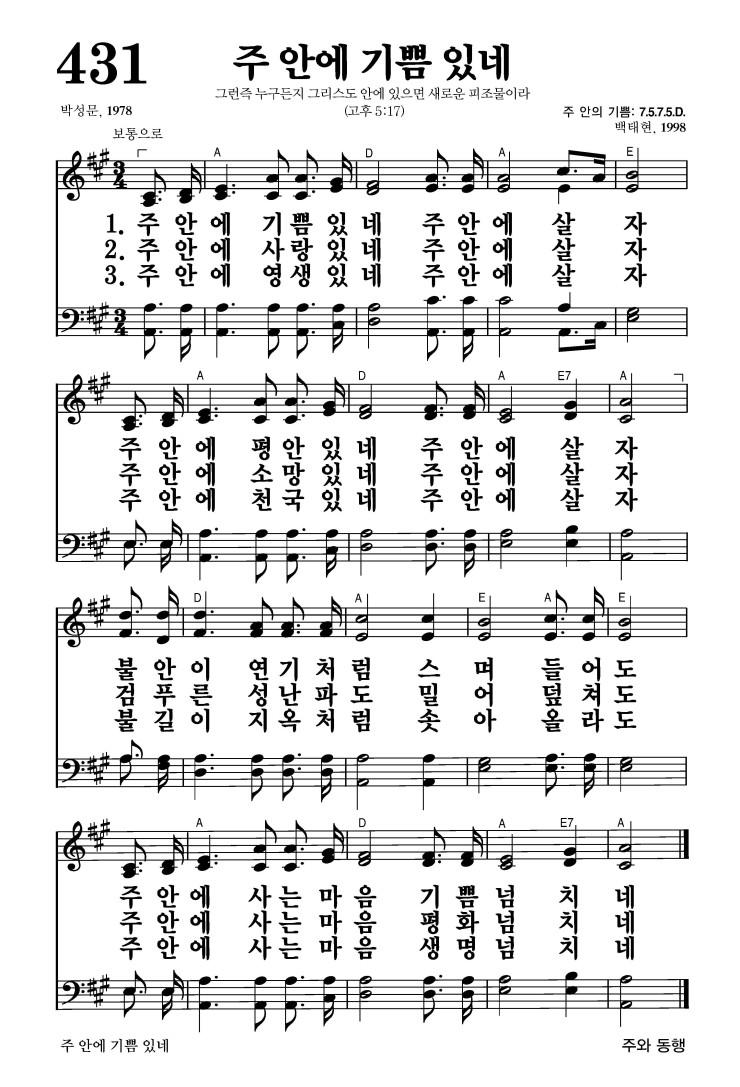 431 주 안에 기쁨 있네
그런즉 누구든지 그리스도 안에 있으면 새로운 피조물이라
박성문, 1978 (고후 5:17) 주 안의 기쁨: 7.5.7.5.D.
백태현, 1998
보통으로
A D A E
3 4
1. 주 안 에 기 쁨 있 네 주 안 에 살 자
2. 주 안 에 사 랑 있 네 주 안 에 살 자
3. 주 안 에 영 생 있 네 주 안 에 살 자
3 4
A D A E7 A
주 안 에 평 안 있 네 주 안 에 살 자
주 안 에 소 망 있 네 주 안 에 살 자
주 안 에 천 국 있 네 주 안 에 살 자
D A E A E
불 안 이 연 기 처 럼 스 며 들 어 도
검 푸 른 성 난 파 도 밀 어 덮 쳐 도
불 길 이 지 옥 처 럼 솟 아 올 라 도
A D A E7 A
주 안 에 사 는 마 음 기 쁨 넘 치 네
주 안 에 사 는 마 음 평 화 넘 치 네
주 안 에 사 는 마 음 생 명 넘 치 네
주 안에 기쁨 있네 주와 동행